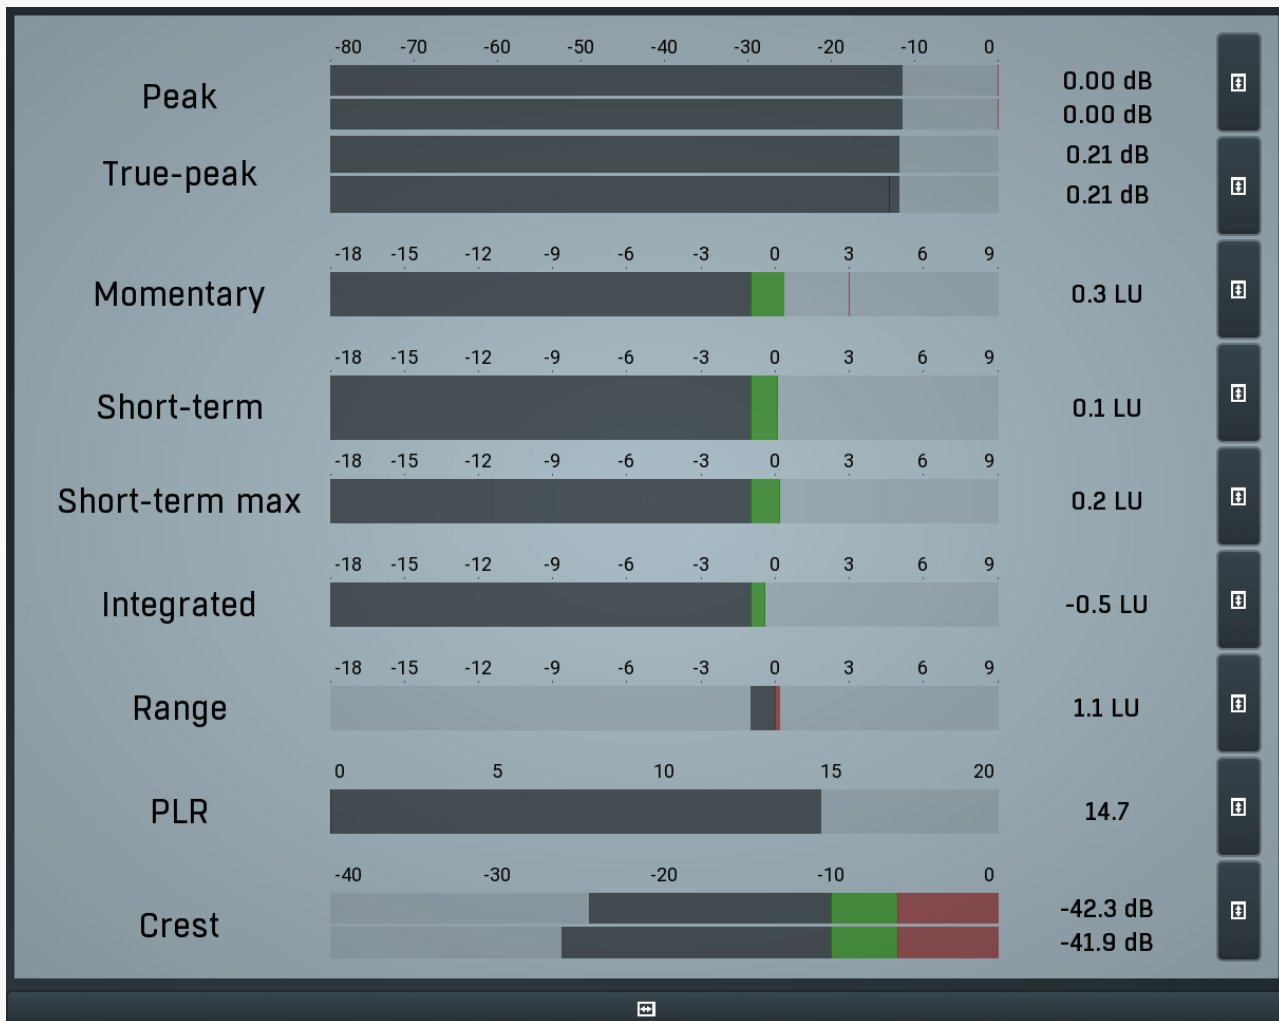 -80 -70 -60 -50 -40 -30 -20 -10 0
Peak 0.00 dB
0.00 dB
True-peak 0.21 dB
0.21 dB
-18 -15 -12 -9 -6 -3 0 3 6 9
Momentary 0.3 LU
-18 -15 -12 -9 -6 -3 0 3 6 9
Short-term 0.1 LU
-18 -15 -12 -9 -6 -3 0 3 6 9
Short-term max 0.2 LU
-18 -15 -12 -9 -6 -3 0 3 6 9
Integrated -0.5 LU
-18 -15 -12 -9 -6 -3 0 3 6 9
Range 1.1 LU
0 5 10 15 20
PLR 14.7
-40 -30 -20 -10 0
Crest -42.3 dB
-41.9 dB